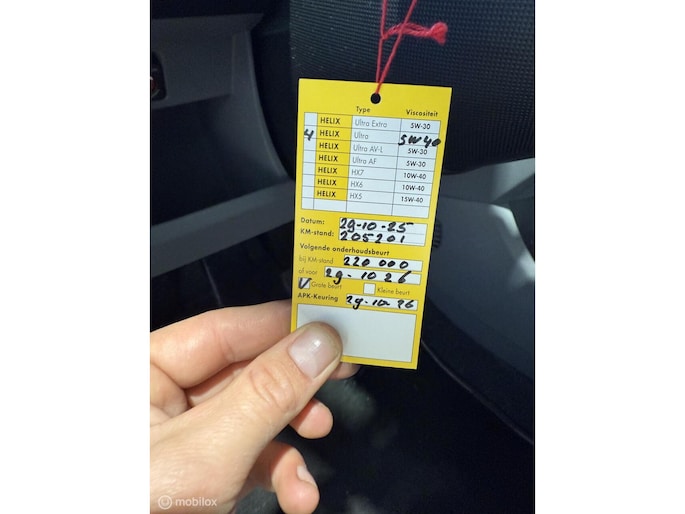 Type Viscositeit
HELIX Ultra Extra 5W-30
4 HELIX Ultra 5W40
HELIX Ultra AV-L 5W-30
HELIX Ultra AF 5W-30
HELIX HX7 10W-40
HELIX HX6 10W-40
HELIX HX5 15W-40
Datum: 29-10-25
KM-stand: 205201
Volgende onderhoudsbeurt
bij KM-stand 220 000
of voor 29-10 26
V Grote beurt Kleine beurt
APK-Keuring 29-10-26
mobilox